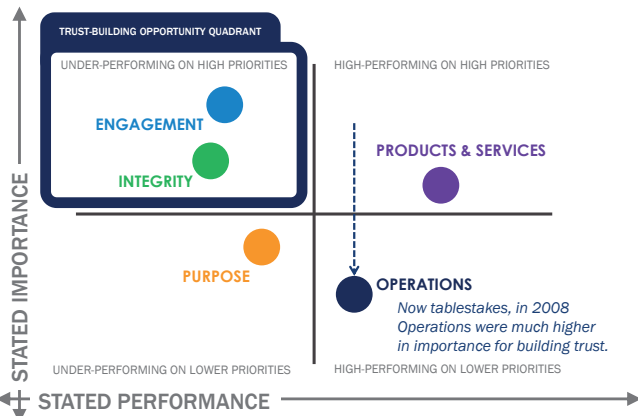 TRUST-BUILDING OPPORTUNITY QUADRANT
UNDER-PERFORMING ON HIGH PRIORITIES
HIGH-PERFORMING ON HIGH PRIORITIES
ENGAGEMENT
INTEGRITY
PRODUCTS & SERVICES
PURPOSE
OPERATIONS
Now tablestakes, in 2008
Operations were much higher
in importance for building trust.
UNDER-PERFORMING ON LOWER PRIORITIES
HIGH-PERFORMING ON LOWER PRIORITIES
STATED IMPORTANCE
STATED PERFORMANCE